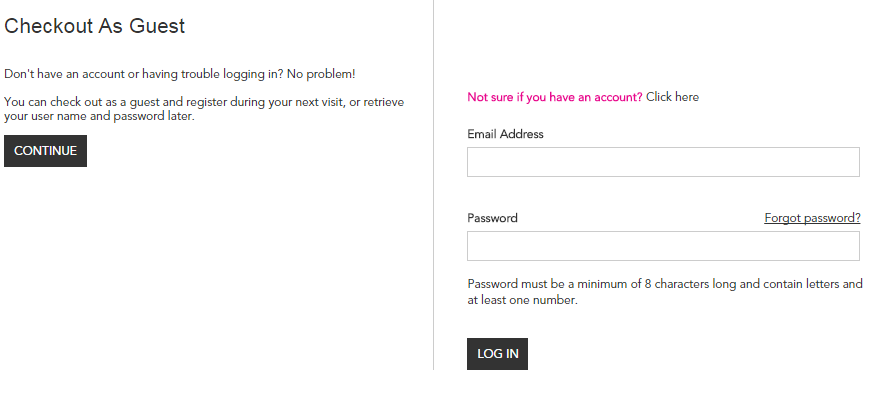 Checkout As Guest
Don't have an account or having trouble logging in? No problem!
You can check out as a guest and register during your next visit, or retrieve
your user name and password later.
CONTINUE
Not sure if you have an account? Click here
Email Address
Password
Forgot password?
Password must be a minimum of 8 characters long and contain letters and
at least one number.
LOG IN